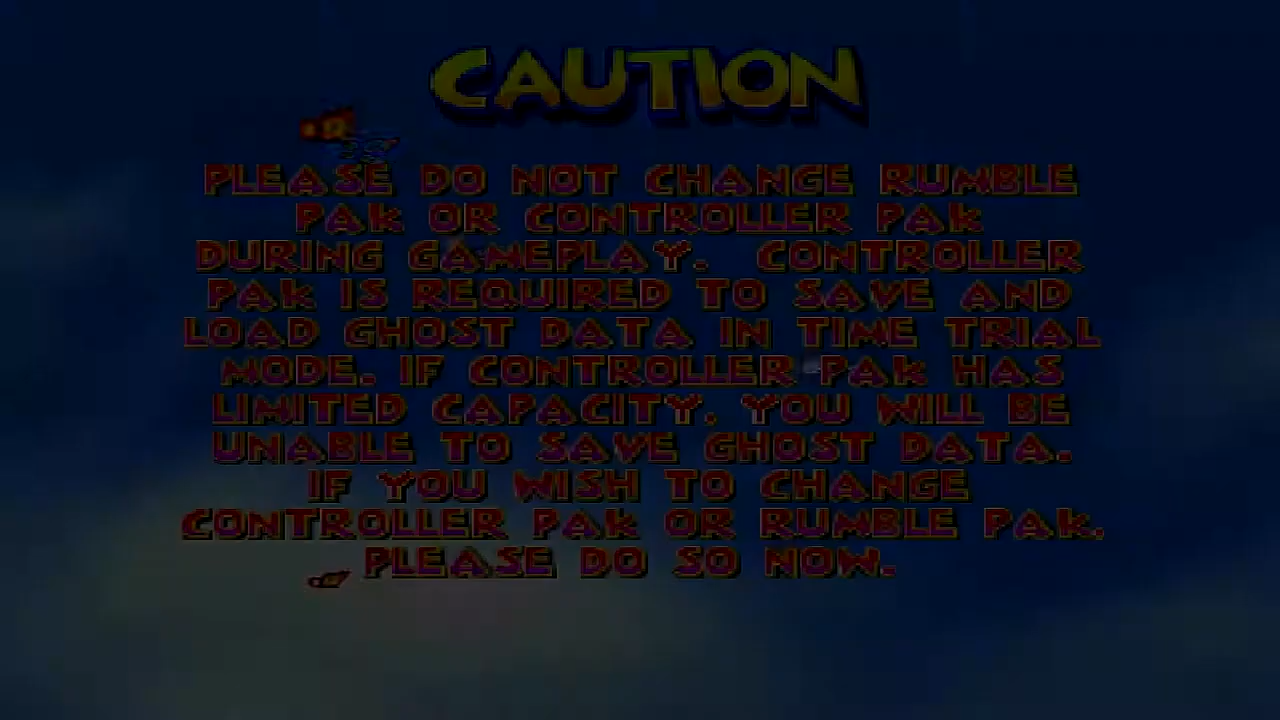 CAUTION
PLEASE DO NOT CHANGE RUMBLE
PAK OR CONTROLLER PAK
DURING GAMEPLAY. CONTROLLER
PAK IS REQUIRED TO SAVE AND
LOAD GHOST DATA IN TIME TRIAL
MODE. IF CONTROLLER PAK HAS
LIMITED CAPACITY, YOU WILL BE
UNABLE TO SAVE GHOST DATA.
IF YOU WISH TO CHANGE
CONTROLLER PAK OR RUMBLE PAK,
PLEASE DO SO NOW.